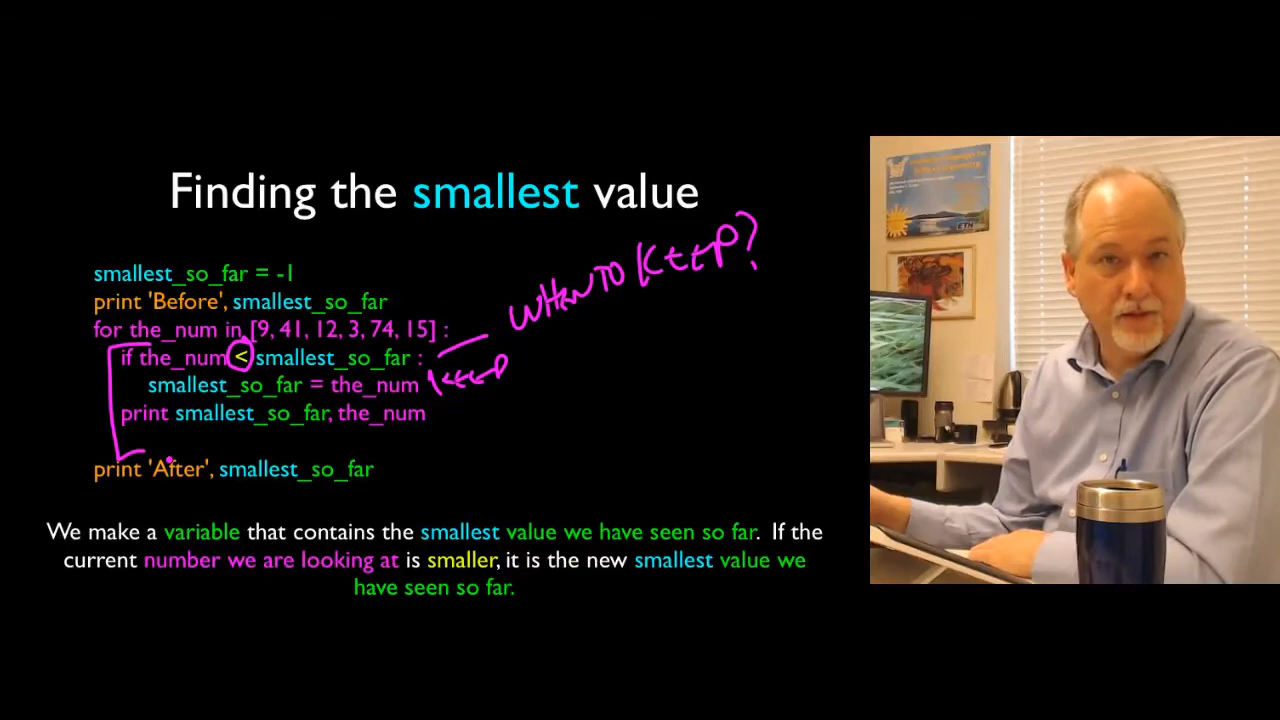 Finding the smallest value
smallest_so_far = -1
print 'Before', smallest_so_far
for the_num in [9, 41, 12, 3, 74, 15] :
if the_num < smallest_so_far :
WHEN TO KEEP?
smallest_so_far = the_num
KEEP
print smallest_so_far, the_num
print 'After', smallest_so_far
We make a variable that contains the smallest value we have seen so far. If the
current number we are looking at is smaller, it is the new smallest value we
have seen so far.